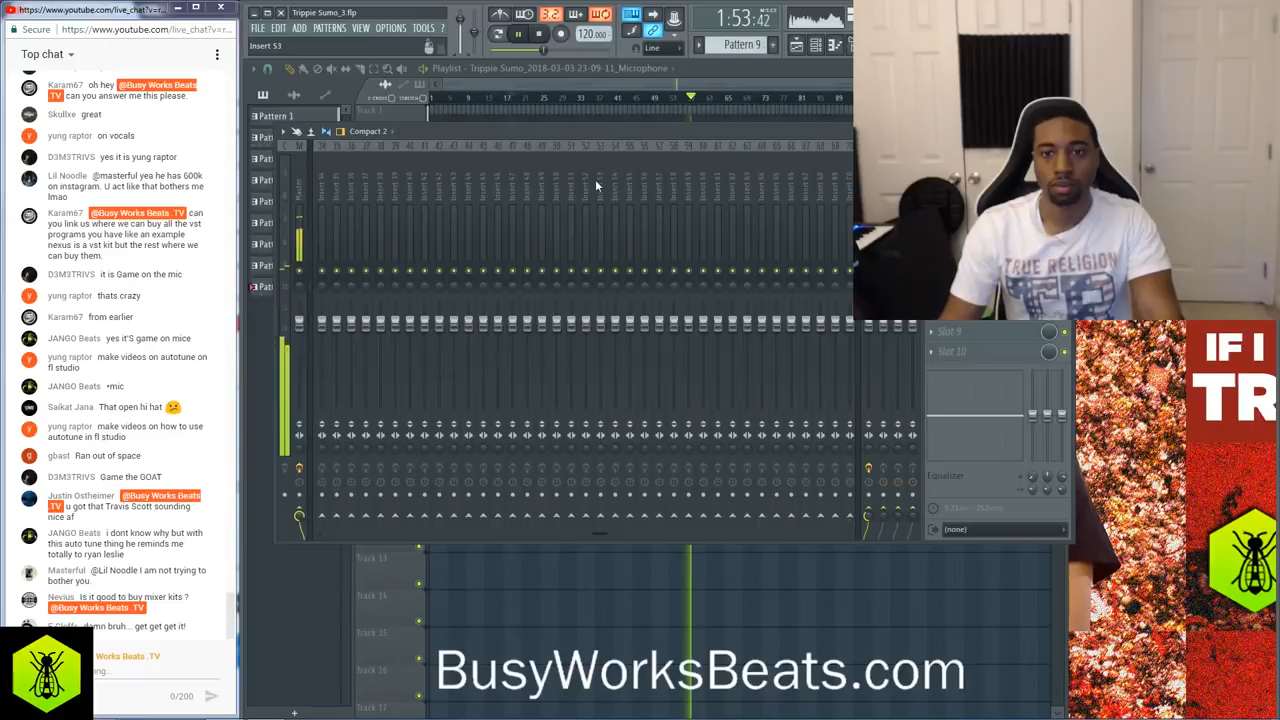 https://www.youtube.com/live_chat?v=r...
Secure
https://www.youtube.com/live_chat?v=r...
Top chat
Karam67 oh hey @Busy Works Beats
.TV can you answer me this please.
Skullxe great
yung raptor on vocals
D3M3TRIVS yes it is yung raptor
Lil Noodle @masterful yea he has 600k
on instagram. U act like that bothers me
lmao
Karam67 @Busy Works Beats .TV can
you link us where we can buy all the vst
programs you have like an example
nexus is a vst kit but the rest where we
can buy them.
D3M3TRIVS it is Game on the mic
yung raptor thats crazy
Karam67 from earlier
JANGO Beats yes it'S game on mice
yung raptor make videos on autotune on
fl studio
JANGO Beats *mic
Saikat Jana That open hi hat
yung raptor make videos on how to use
autotune in fl studio
gbast Ran out of space
D3M3TRIVS Game the GOAT
Justin Ostheimer @Busy Works Beats
.TV u got that Travis Scott sounding
nice af
JANGO Beats i dont know why but with
this auto tune thing he reminds me
totally to ryan leslie
Masterful @Lil Noodle I am not trying to
bother you.
Nevius Is it good to buy mixer kits ?
@Busy Works Beats .TV
damn bruh... get get get it!
Works Beats .TV
0/200
Trippie Sumo_3.flp
FILE EDIT ADD PATTERNS VIEW OPTIONS TOOLS ?
Insert 53
3.2
120.000
Line
1:53:42
Pattern 9
Playlist - Trippie Sumo_2018-03-03 23-09-11_Microphone
Pattern 1
Track 1
Compact 2
Master
Slot 9
Slot 10
Equalizer
(none)
Track 13
Track 14
Track 15
Track 16
Track 17
TRUE RELIGION
IF I
TR
BusyWorksBeats.com